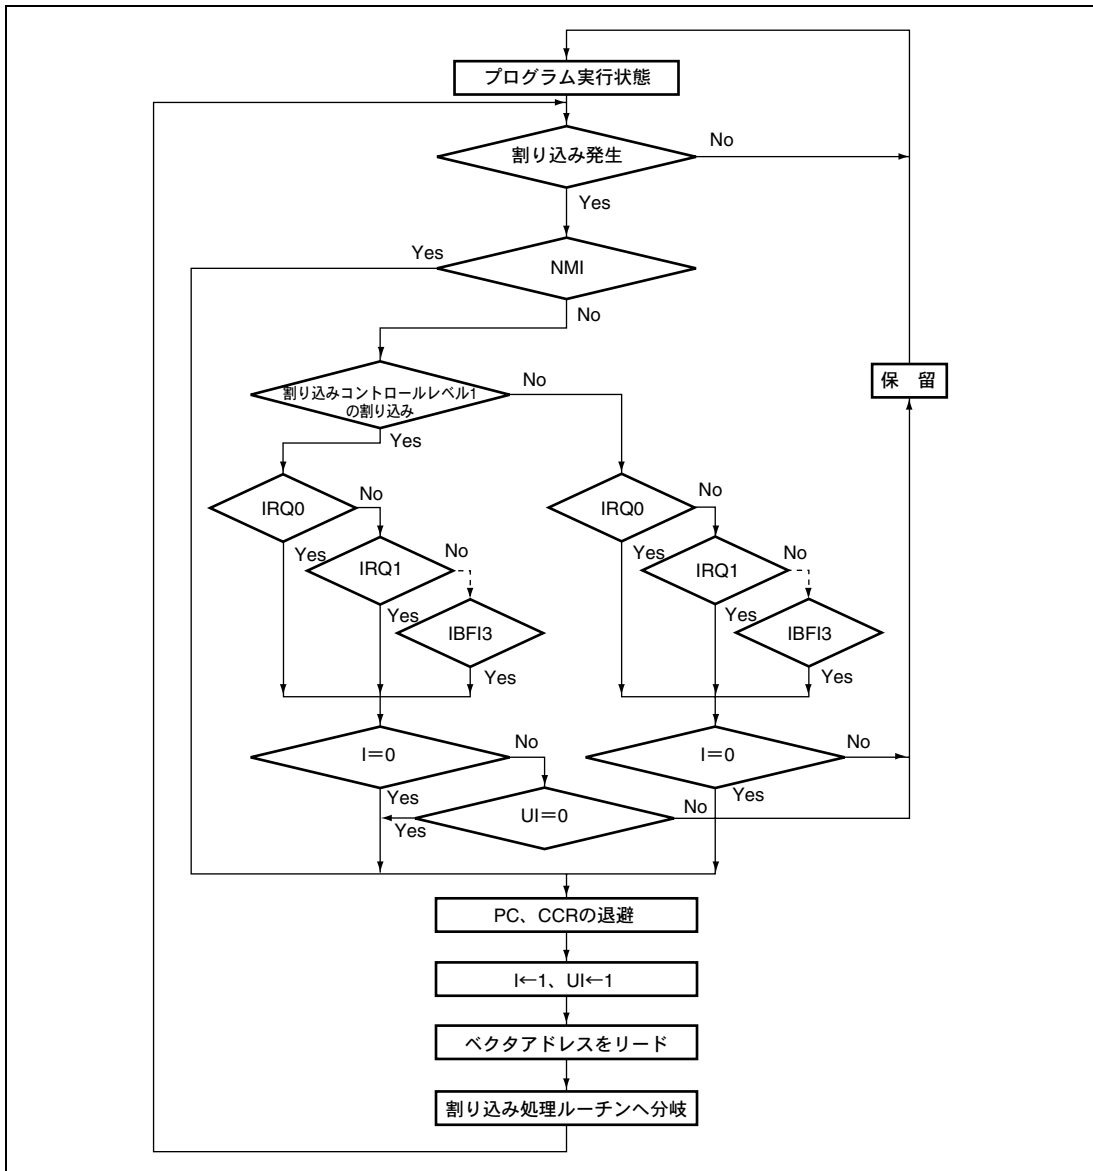 プログラム実行状態
割り込み発生
No
Yes
Yes
NMI
No
割り込みコントロールレベル1
の割り込み
No
保　留
Yes
IRQ0
No
IRQ0
No
Yes
IRQ1
No
Yes
IRQ1
No
Yes
IBFI3
Yes
IBFI3
Yes
Yes
I＝0
No
I＝0
No
Yes
Yes
UI＝0
No
Yes
PC、CCRの退避
I←1、UI←1
ベクタアドレスをリード
割り込み処理ルーチンへ分岐